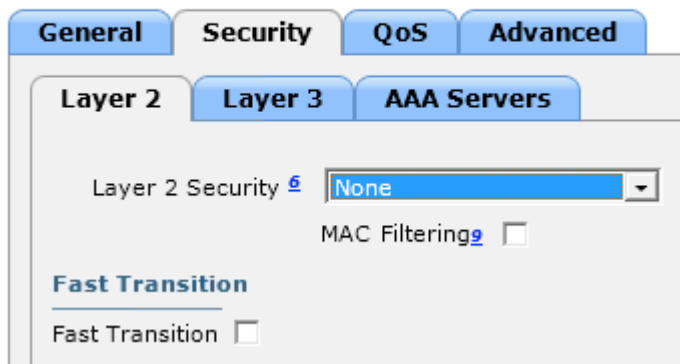 General Security QoS Advanced
Layer 2 Layer 3 AAA Servers
Layer 2 Security 6 None
MAC Filtering9
Fast Transition
Fast Transition